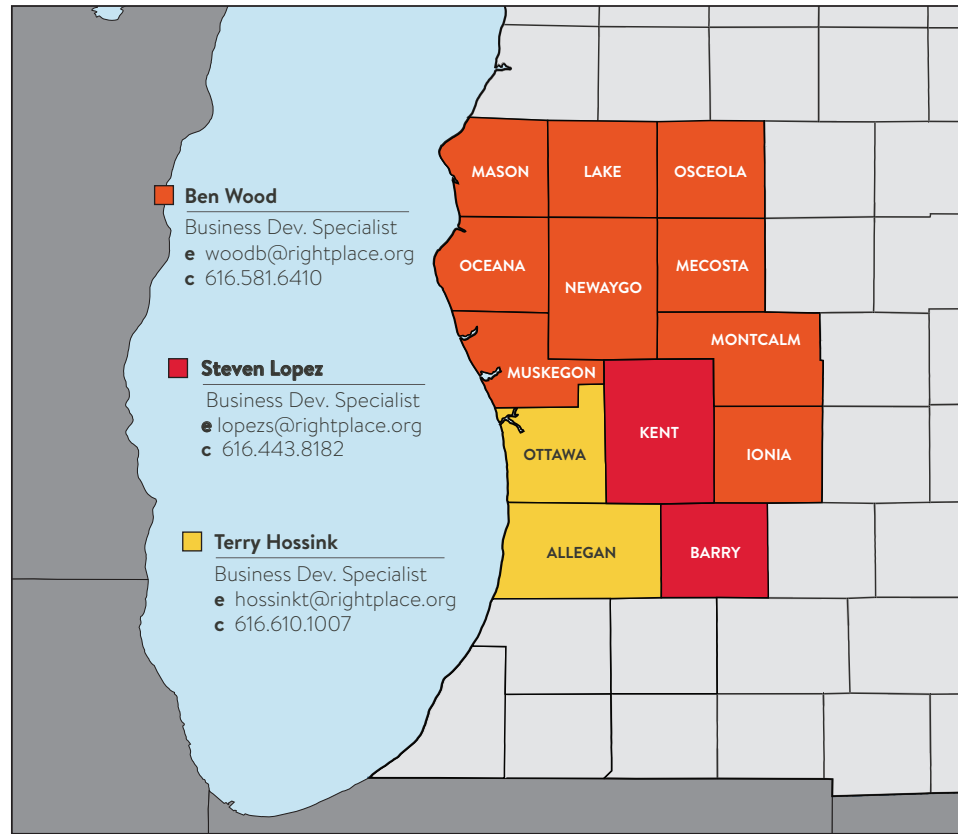 MASON
LAKE
OSCEOLA
Ben Wood
Business Dev. Specialist
e woodb@rightplace.org
c 616.581.6410
OCEANA
NEWAYGO
MECOSTA
MONTCALM
Steven Lopez
Business Dev. Specialist
e lopezs@rightplace.org
c 616.443.8182
MUSKEGON
KENT
OTTAWA
IONIA
Terry Hossink
Business Dev. Specialist
e hossinkt@rightplace.org
c 616.610.1007
ALLEGAN
BARRY